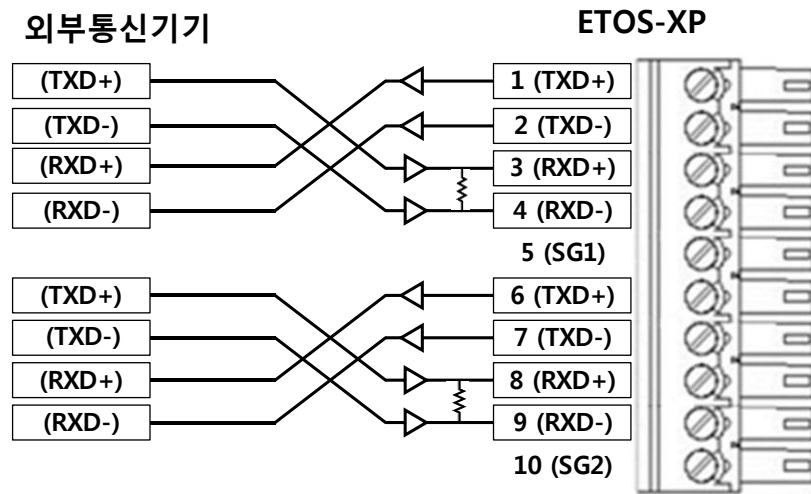 외부통신기기
ETOS-XP
(TXD+)
1 (TXD+)
(TXD-)
2 (TXD-)
(RXD+)
3 (RXD+)
(RXD-)
4 (RXD-)
5 (SG1)
(TXD+)
6 (TXD+)
(TXD-)
7 (TXD-)
(RXD+)
8 (RXD+)
(RXD-)
9 (RXD-)
10 (SG2)